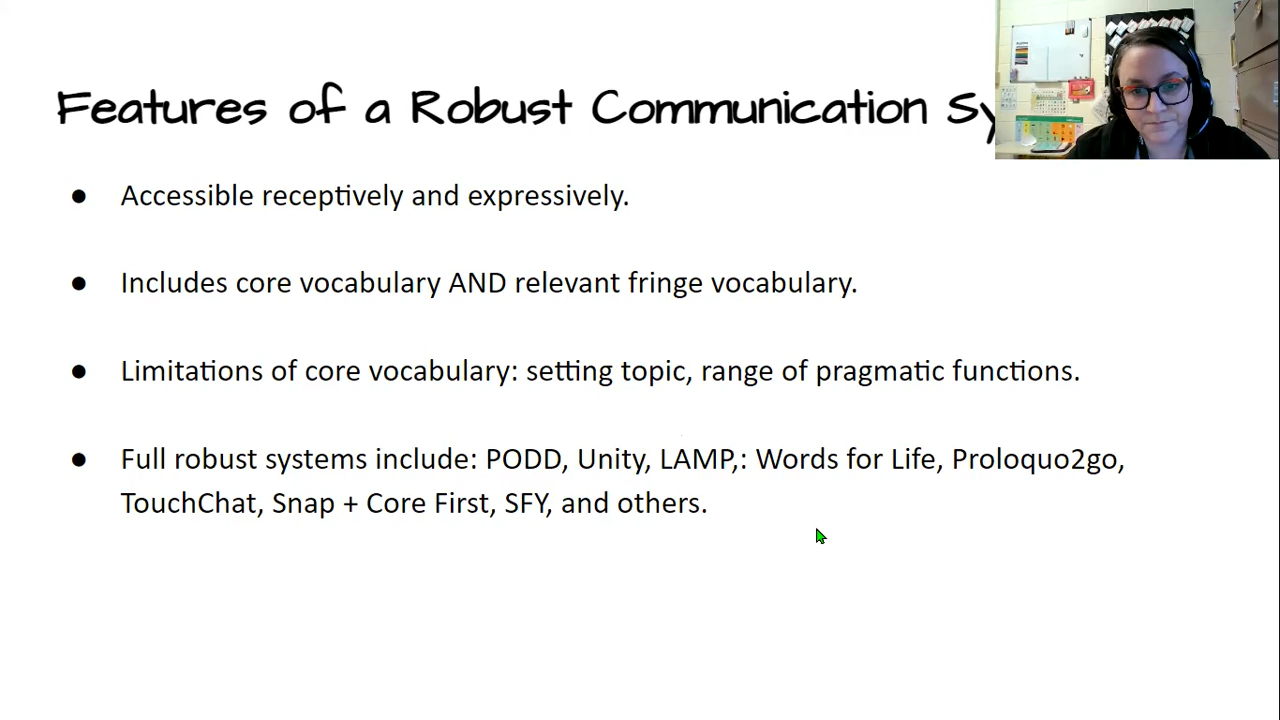 Features of a Robust Communication
● Accessible receptively and expressively.
● Includes core vocabulary AND relevant fringe vocabulary.
● Limitations of core vocabulary: setting topic, range of pragmatic functions.
● Full robust systems include: PODD, Unity, LAMP,: Words for Life, Proloquo2go,
TouchChat, Snap + Core First, SFY, and others.